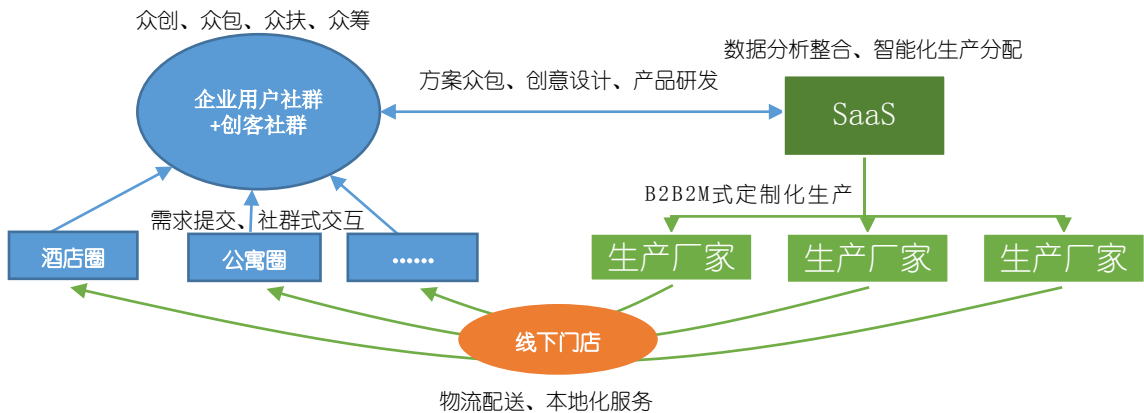 众创、众包、众扶、众筹
数据分析整合、智能化生产分配
方案众包、创意设计、产品研发
企业用户社群
+创客社群
SaaS
B2B2M式定制化生产
需求提交、社群式交互
酒店圈
公寓圈
……
生产厂家
生产厂家
生产厂家
线下门店
物流配送、本地化服务